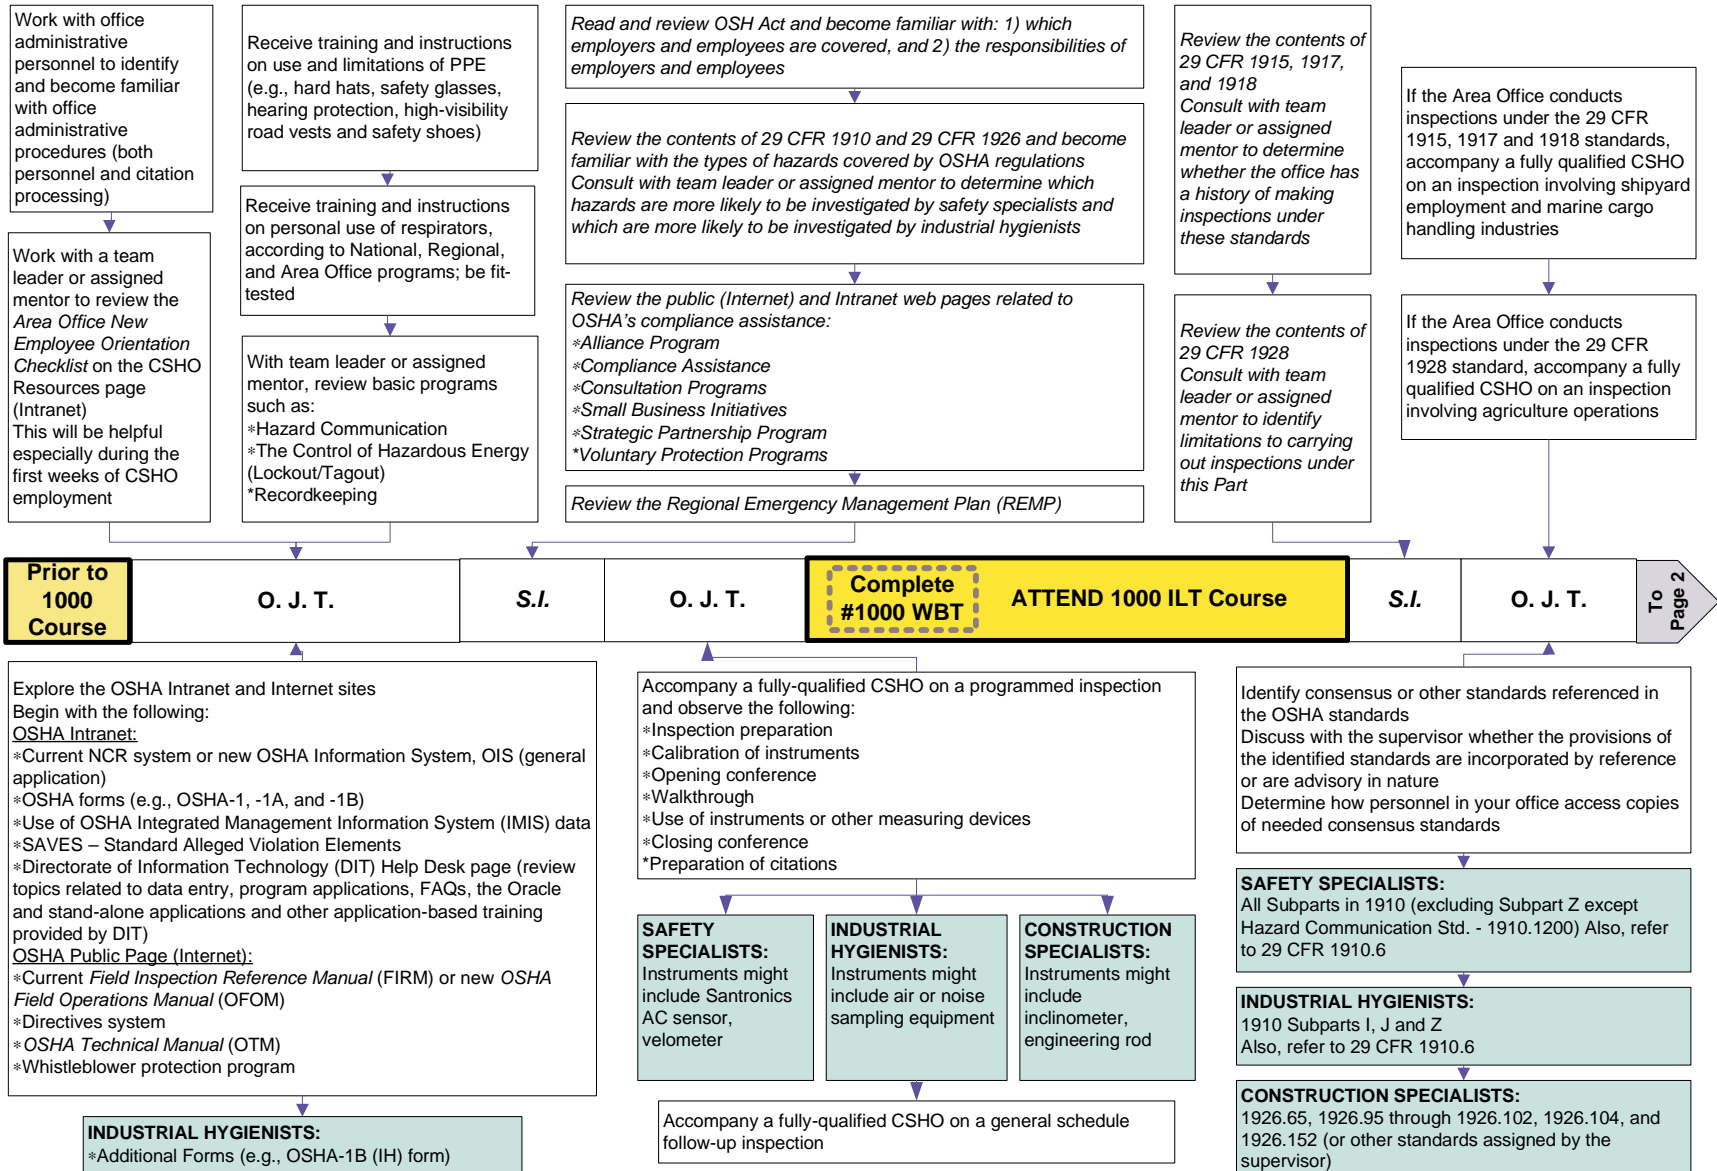 Work with office
administrative
personnel to identify
and become familiar
with office
administrative
procedures (both
personnel and citation
processing)
Work with a team
leader or assigned
mentor to review the
Area Office New
Employee Orientation
Checklist on the CSHO
Resources page
(Intranet)
This will be helpful
especially during the
first weeks of CSHO
employment
Receive training and instructions
on use and limitations of PPE
(e.g., hard hats, safety glasses,
hearing protection, high-visibility
road vests and safety shoes)
Receive training and instructions
on personal use of respirators,
according to National, Regional,
and Area Office programs; be fit-
tested
With team leader or assigned
mentor, review basic programs
such as:
*Hazard Communication
*The Control of Hazardous Energy
(Lockout/Tagout)
*Recordkeeping
Read and review OSH Act and become familiar with: 1) which
employers and employees are covered, and 2) the responsibilities of
employers and employees
Review the contents of 29 CFR 1910 and 29 CFR 1926 and become
familiar with the types of hazards covered by OSHA regulations
Consult with team leader or assigned mentor to determine which
hazards are more likely to be investigated by safety specialists and
which are more likely to be investigated by industrial hygienists
Review the public (Internet) and Intranet web pages related to
OSHA's compliance assistance:
*Alliance Program
*Compliance Assistance
*Consultation Programs
*Small Business Initiatives
*Strategic Partnership Program
*Voluntary Protection Programs
Review the Regional Emergency Management Plan (REMP)
Review the contents of
29 CFR 1915, 1917,
and 1918
Consult with team
leader or assigned
mentor to determine
whether the office has
a history of making
inspections under
these standards
Review the contents of
29 CFR 1928
Consult with team
leader or assigned
mentor to identify
limitations to carrying
out inspections under
this Part
If the Area Office conducts
inspections under the 29 CFR
1915, 1917 and 1918 standards,
accompany a fully qualified CSHO
on an inspection involving shipyard
employment and marine cargo
handling industries
If the Area Office conducts
inspections under the 29 CFR
1928 standard, accompany a fully
qualified CSHO on an inspection
involving agriculture operations
Prior to
1000
Course
O. J. T.
S.I.
O. J. T.
Complete
#1000 WBT
ATTEND 1000 ILT Course
S.I.
O. J. T.
To
Page 2
Explore the OSHA Intranet and Internet sites
Begin with the following:
OSHA Intranet:
*Current NCR system or new OSHA Information System, OIS (general
application)
*OSHA forms (e.g., OSHA-1, -1A, and -1B)
*Use of OSHA Integrated Management Information System (IMIS) data
*SAVES – Standard Alleged Violation Elements
*Directorate of Information Technology (DIT) Help Desk page (review
topics related to data entry, program applications, FAQs, the Oracle
and stand-alone applications and other application-based training
provided by DIT)
OSHA Public Page (Internet):
*Current Field Inspection Reference Manual (FIRM) or new OSHA
Field Operations Manual (OFOM)
*Directives system
*OSHA Technical Manual (OTM)
*Whistleblower protection program
INDUSTRIAL HYGIENISTS:
*Additional Forms (e.g., OSHA-1B (IH) form)
Accompany a fully-qualified CSHO on a programmed inspection
and observe the following:
*Inspection preparation
*Calibration of instruments
*Opening conference
*Walkthrough
*Use of instruments or other measuring devices
*Closing conference
*Preparation of citations
SAFETY
SPECIALISTS:
Instruments might
include Santronics
AC sensor,
velometer
INDUSTRIAL
HYGIENISTS:
Instruments might
include air or noise
sampling equipment
CONSTRUCTION
SPECIALISTS:
Instruments might
include
inclinometer,
engineering rod
Accompany a fully-qualified CSHO on a general schedule
follow-up inspection
Identify consensus or other standards referenced in
the OSHA standards
Discuss with the supervisor whether the provisions of
the identified standards are incorporated by reference
or are advisory in nature
Determine how personnel in your office access copies
of needed consensus standards
SAFETY SPECIALISTS:
All Subparts in 1910 (excluding Subpart Z except
Hazard Communication Std. - 1910.1200) Also, refer
to 29 CFR 1910.6
INDUSTRIAL HYGIENISTS:
1910 Subparts I, J and Z
Also, refer to 29 CFR 1910.6
CONSTRUCTION SPECIALISTS:
1926.65, 1926.95 through 1926.102, 1926.104, and
1926.152 (or other standards assigned by the
supervisor)